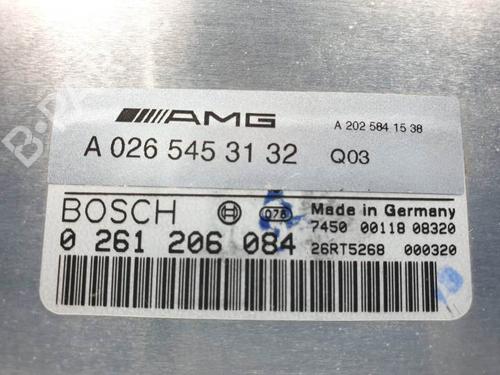 AMG
A 202 584 15 38
A 026 545 31 32 Q03
BOSCH
Made in Germany
0 261 206 084
7450 00118 08320
26RT5268 000320
B-PARTS